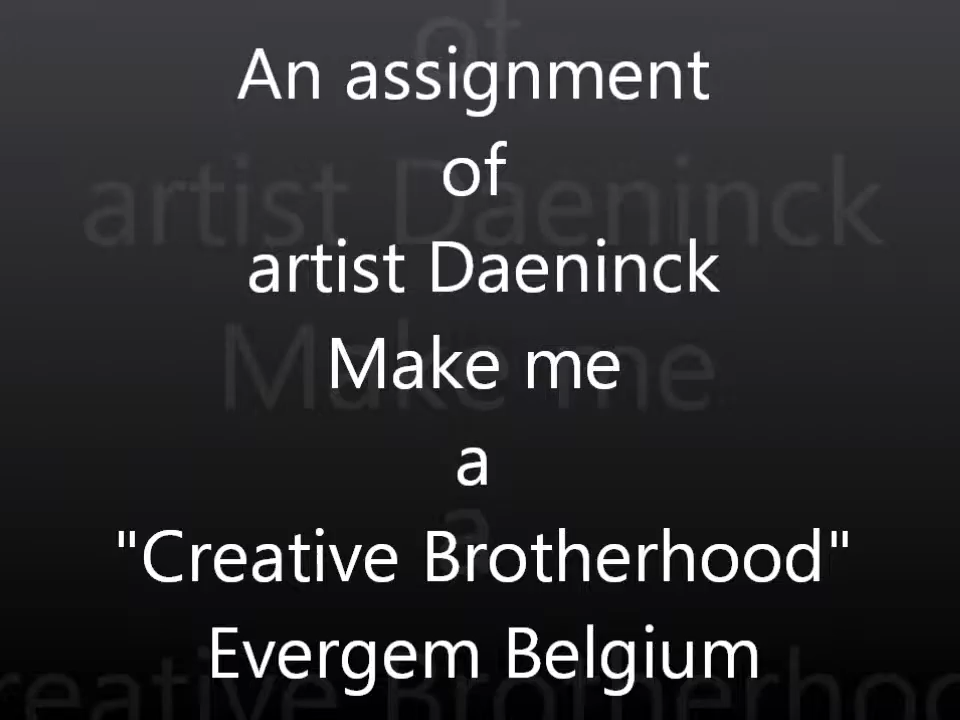 An assignment
of
artist Daeninck
Make me
a
"Creative Brotherhood"
Evergem Belgium